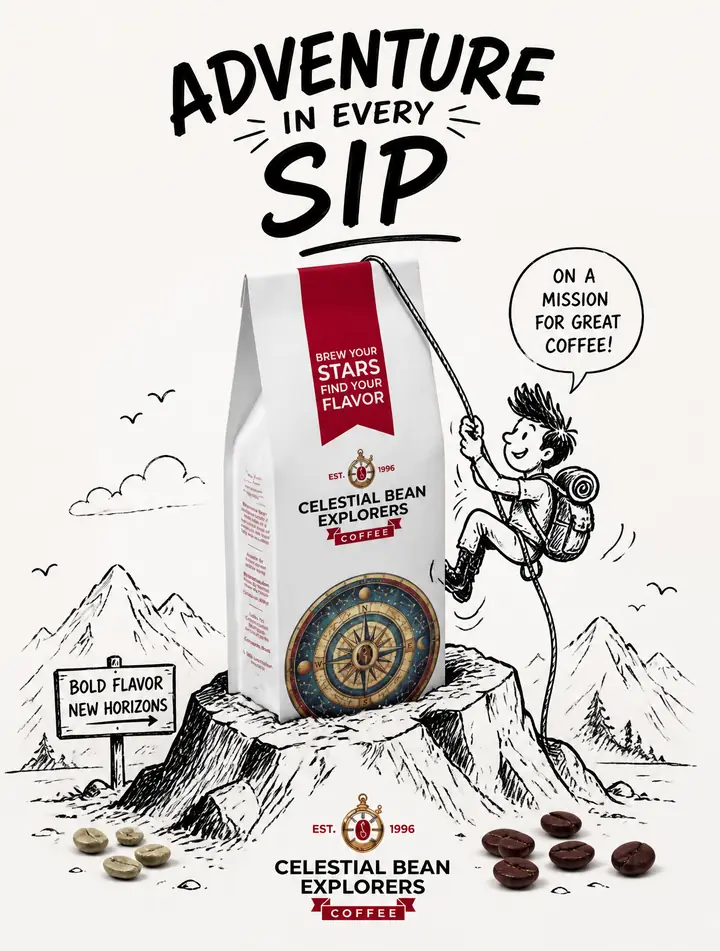 ADVENTURE
IN EVERY
SIP
ON A
MISSION
FOR GREAT
COFFEE!
BREW YOUR
STARS
FIND YOUR
FLAVOR
EST. 1996
CELESTIAL BEAN
EXPLORERS
COFFEE
N
E
S
W
BOLD FLAVOR
NEW HORIZONS
EST. 1996
CELESTIAL BEAN
EXPLORERS
COFFEE